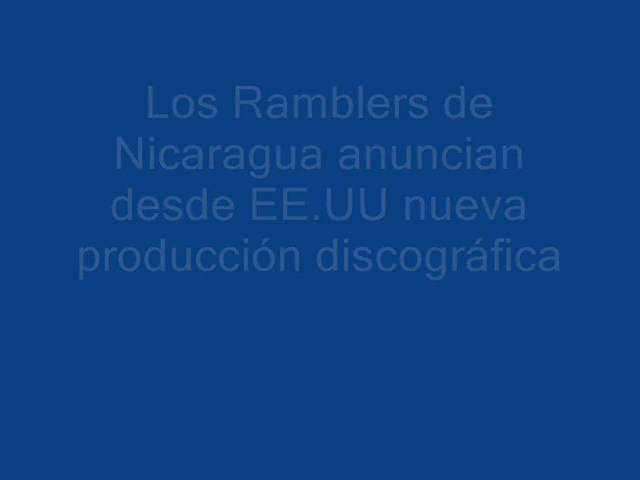 Los Ramblers de
Nicaragua anuncian
desde EE.UU nueva
producción discográfica